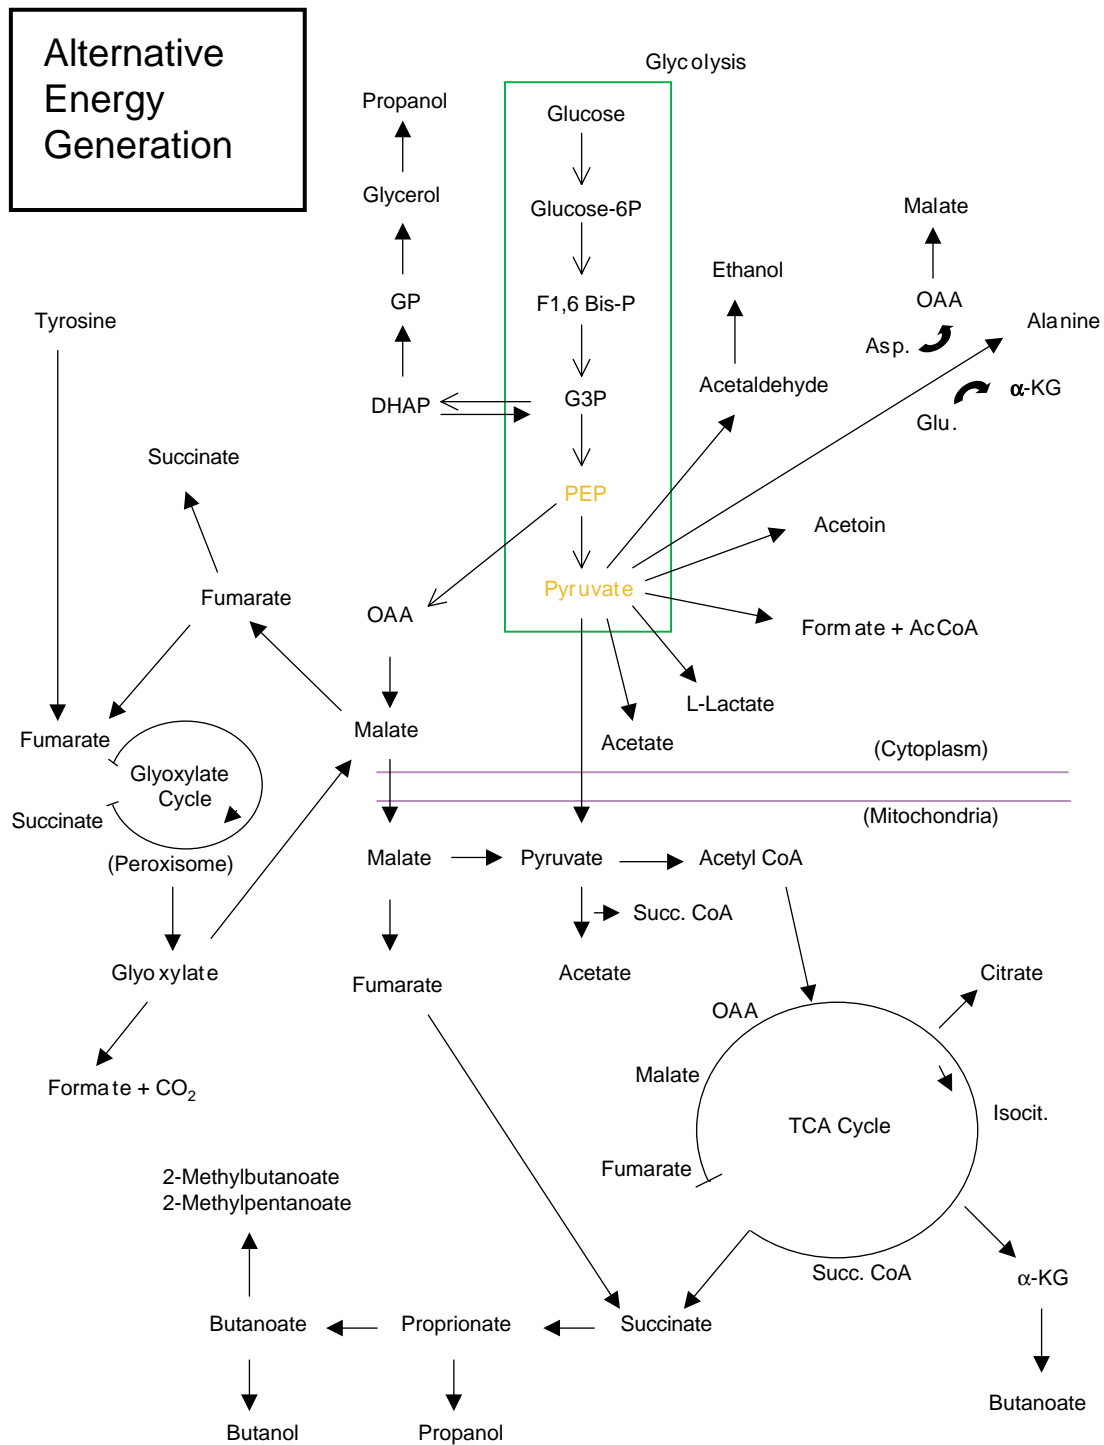 Alternative
Energy
Generation
Glycolysis
Propanol
Glucose
Glycerol
Glucose-6P
Malate
Ethanol
GP
F1,6 Bis-P
OAA
Tyrosine
Alanine
Asp.
DHAP
G3P
Acetaldehyde
α-KG
Glu.
Succinate
PEP
Acetoin
Fumarate
Pyruvate
OAA
Formate + AcCoA
L-Lactate
Fumarate
Malate
Acetate
(Cytoplasm)
Glyoxylate
Cycle
Succinate
(Mitochondria)
(Peroxisome)
Malate
Pyruvate
Acetyl CoA
Succ. CoA
Glyoxylate
Fumarate
Acetate
Citrate
OAA
Formate + CO2
Malate
Isocit.
TCA Cycle
Fumarate
2-Methylbutanoate
2-Methylpentanoate
Succ. CoA
α-KG
Butanoate
Proprionate
Succinate
Butanoate
Butanol
Propanol